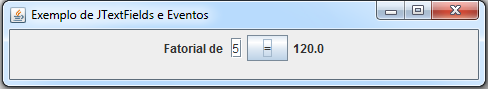 Exemplo de JTextFields e Eventos
Fatorial de 5 = 120.0